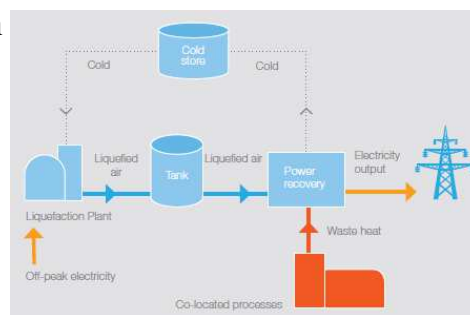 Cold
store
Cold
Cold
Liquefied
air
Tank
Liquefied air
Power
recovery
Electricity
output
Liquefaction Plant
Waste heat
Off-peak electricity
Co-located processes